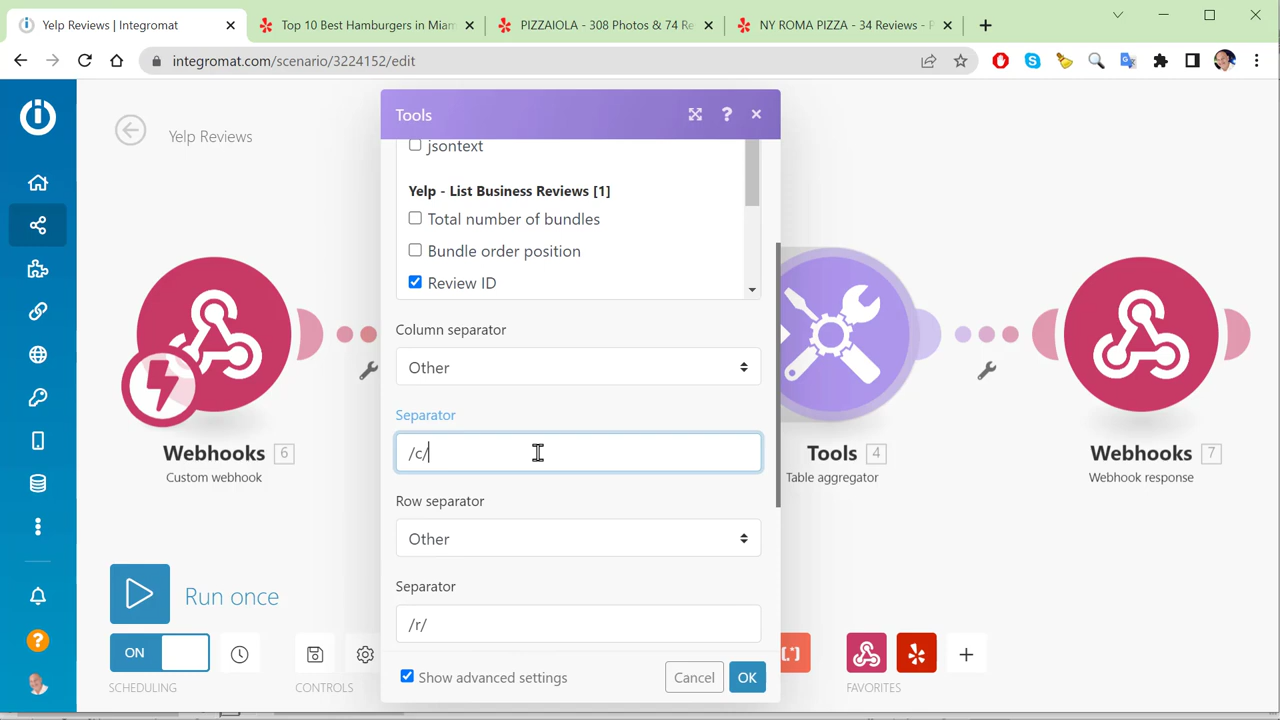 Yelp Reviews | Integromat
Top 10 Best Hamburgers in Miam
PIZZAIOLA - 308 Photos & 74 Re
NY ROMA PIZZA - 34 Reviews - P
integromat.com/scenario/3224152/edit
Yelp Reviews
Tools
jsontext
Yelp - List Business Reviews [1]
Total number of bundles
Bundle order position
Review ID
Column separator
Other
Separator
/c/
Row separator
Other
Separator
/r/
Show advanced settings
Cancel
OK
Webhooks 6
Custom webhook
Tools 4
Table aggregator
Webhooks 7
Webhook response
Run once
ON
SCHEDULING
CONTROLS
FAVORITES